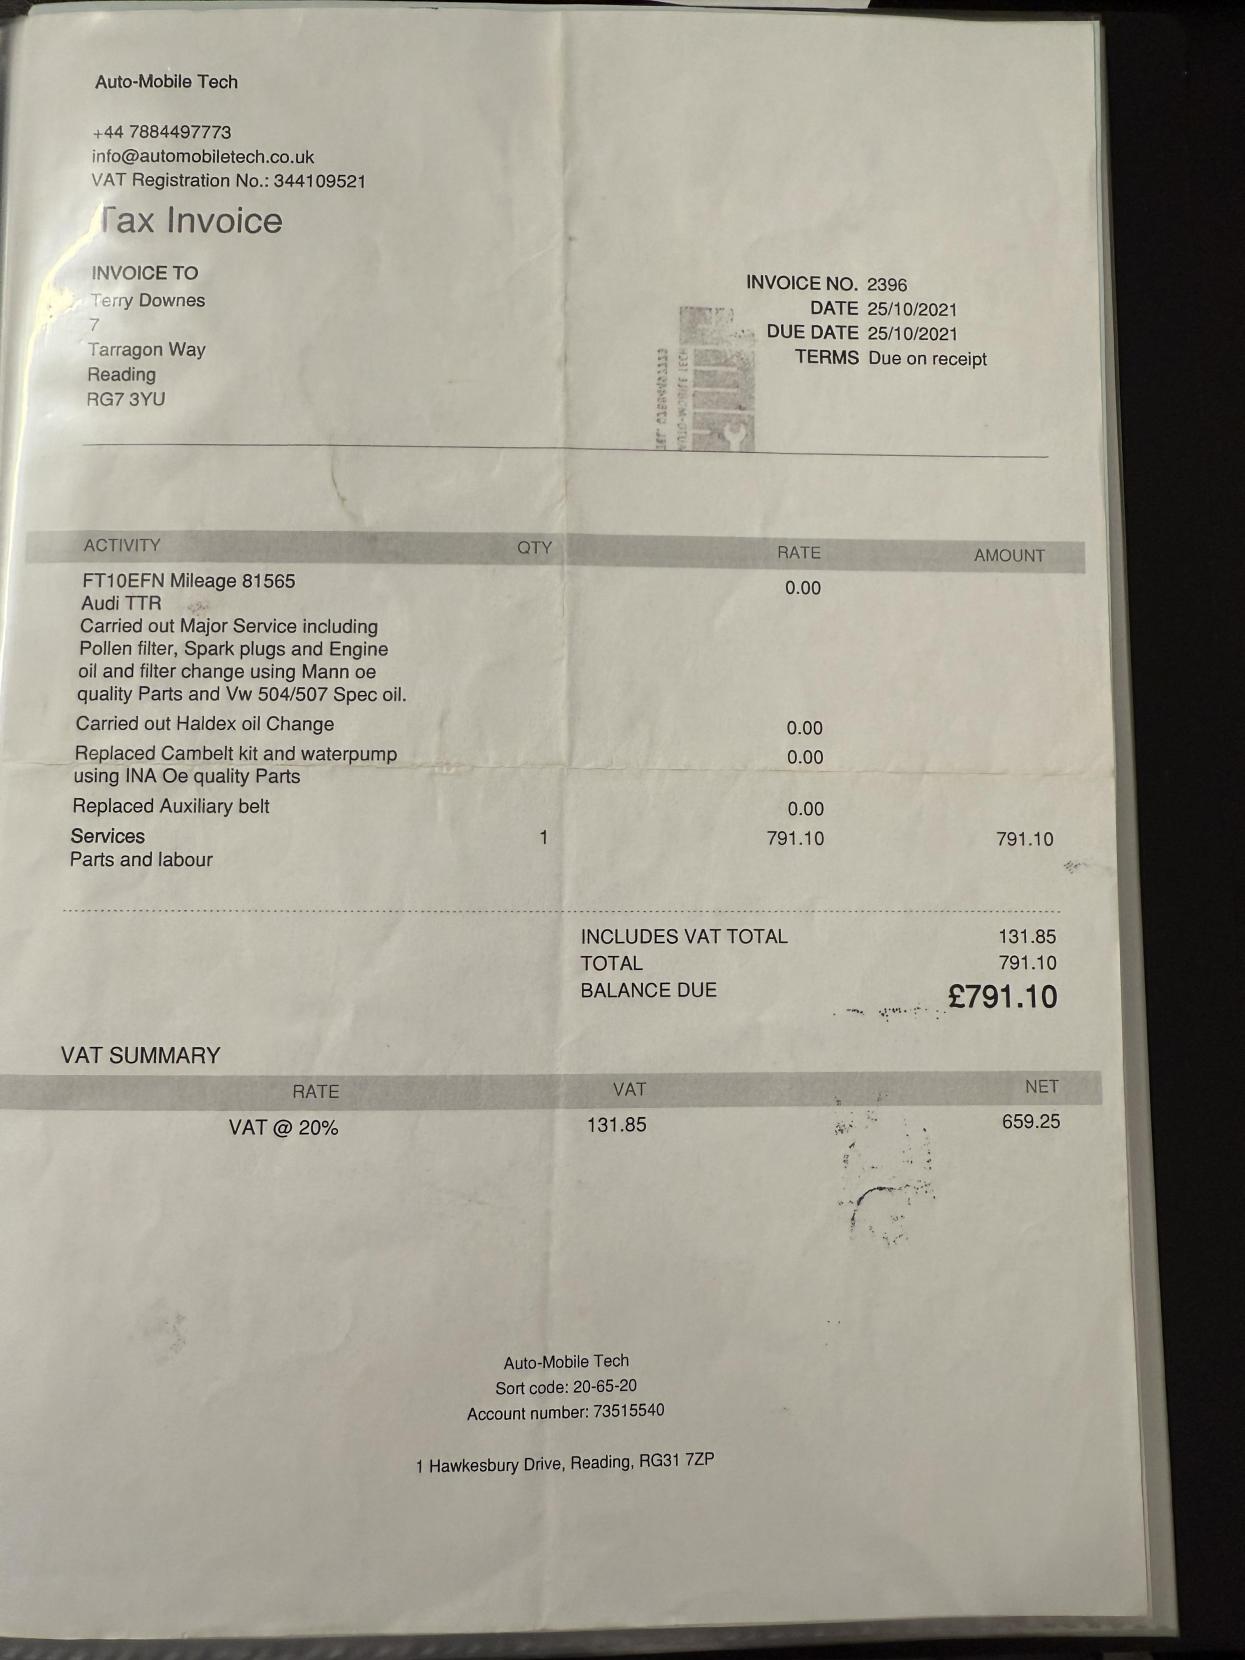 Auto-Mobile Tech
+44 7884497773
info@automobiletech.co.uk
VAT Registration No.: 344109521
Tax Invoice
INVOICE TO
Terry Downes
7
Tarragon Way
Reading
RG7 3YU
INVOICE NO. 2396
DATE 25/10/2021
DUE DATE 25/10/2021
TERMS Due on receipt
AUTO-MOBILE TECH
ACTIVITY QTY RATE AMOUNT
FT10EFN Mileage 81565 0.00
Audi TTR
Carried out Major Service including
Pollen filter, Spark plugs and Engine
oil and filter change using Mann oe
quality Parts and Vw 504/507 Spec oil.
Carried out Haldex oil Change 0.00
Replaced Cambelt kit and waterpump 0.00
using INA Oe quality Parts
Replaced Auxiliary belt 0.00
Services 1 791.10 791.10
Parts and labour
INCLUDES VAT TOTAL 131.85
TOTAL 791.10
BALANCE DUE £791.10
VAT SUMMARY
RATE VAT NET
VAT @ 20% 131.85 659.25
Auto-Mobile Tech
Sort code: 20-65-20
Account number: 73515540
1 Hawkesbury Drive, Reading, RG31 7ZP